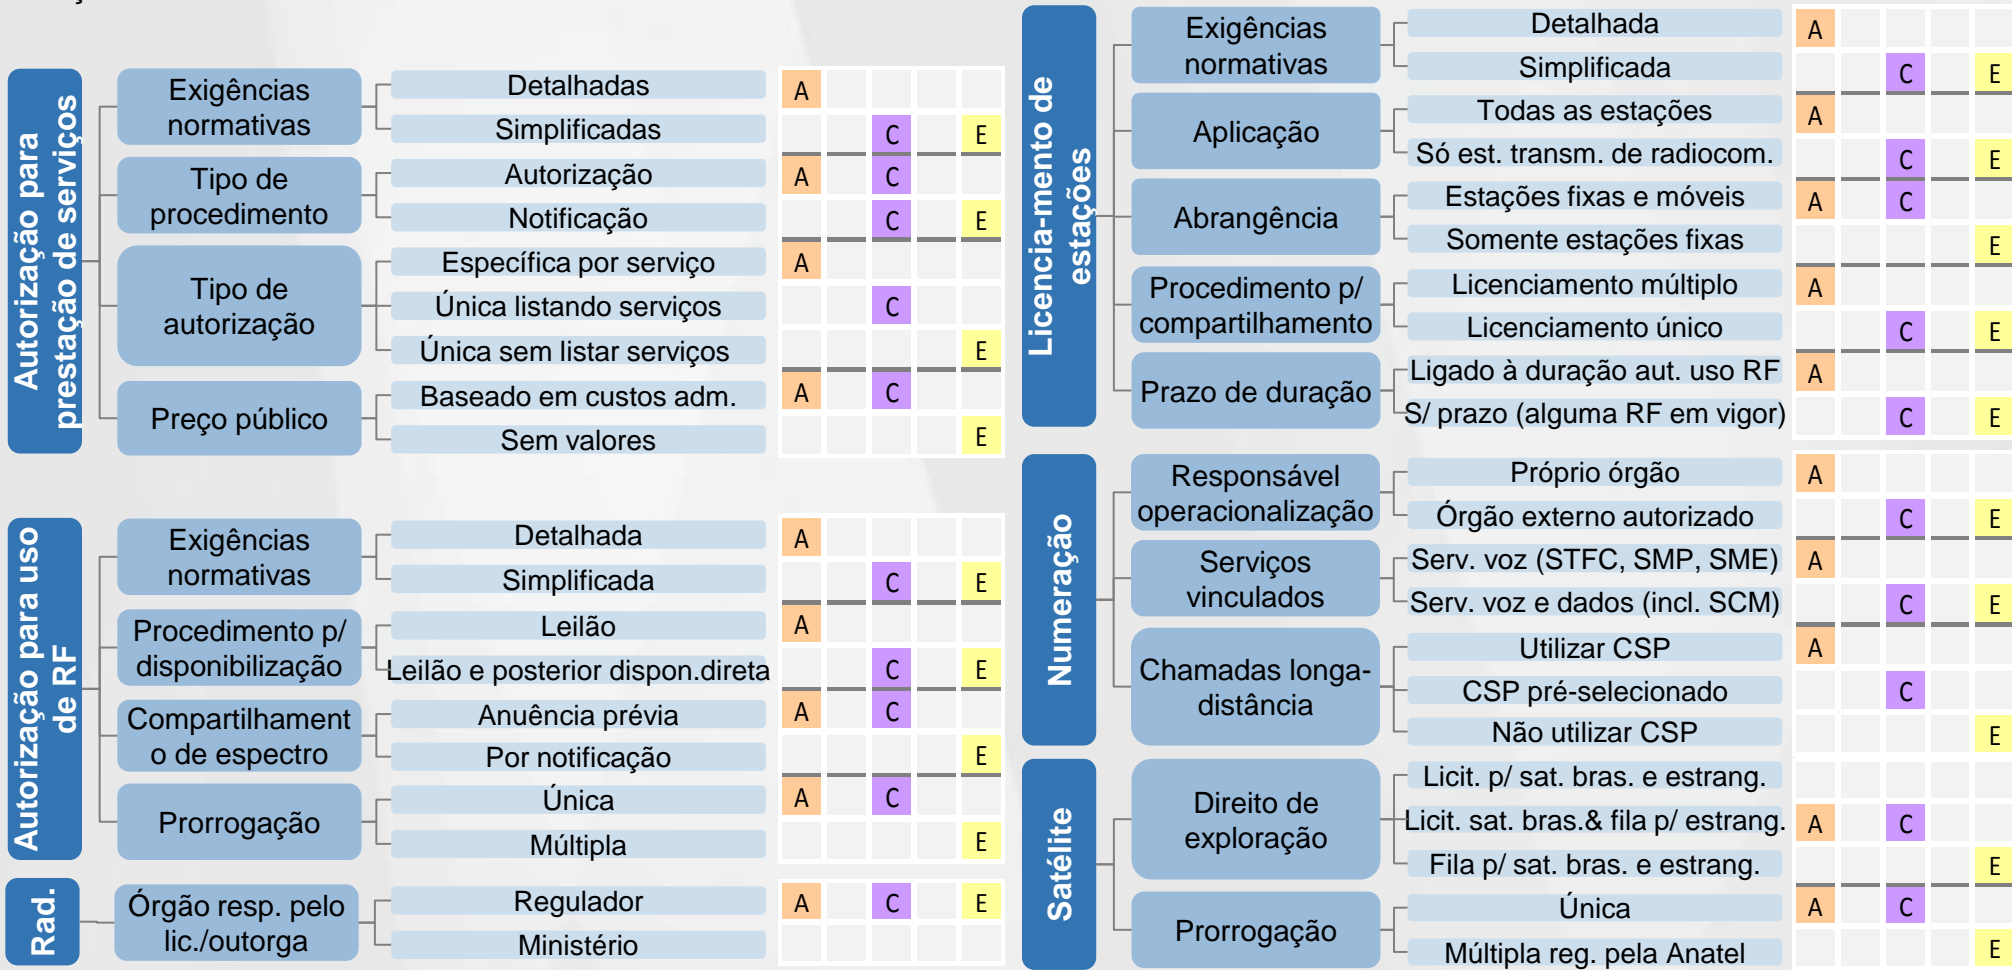 Autorização para
prestação de serviços
Exigências
normativas
Detalhadas
A
Simplificadas
C
E
Tipo de
procedimento
Autorização
A
C
Notificação
C
E
Tipo de
autorização
Específica por serviço
A
Única listando serviços
C
Única sem listar serviços
E
Preço público
Baseado em custos adm.
A
C
Sem valores
E
Autorização para uso
de RF
Exigências
normativas
Detalhada
A
Simplificada
C
E
Procedimento p/
disponibilização
Leilão
A
Leilão e posterior dispon.direta
C
E
Compartilhament
o de espectro
Anuência prévia
A
C
Por notificação
E
Prorrogação
Única
A
C
Múltipla
E
Rad.
Órgão resp. pelo
lic./outorga
Regulador
A
C
E
Ministério
Licencia-mento de
estações
Exigências
normativas
Detalhada
A
Simplificada
C
E
Aplicação
Todas as estações
A
Só est. transm. de radiocom.
C
E
Abrangência
Estações fixas e móveis
A
C
Somente estações fixas
E
Procedimento p/
compartilhamento
Licenciamento múltiplo
A
Licenciamento único
C
E
Prazo de duração
Ligado à duração aut. uso RF
A
S/ prazo (alguma RF em vigor)
C
E
Numeração
Responsável
operacionalização
Próprio órgão
A
Órgão externo autorizado
C
E
Serviços
vinculados
Serv. voz (STFC, SMP, SME)
A
Serv. voz e dados (incl. SCM)
C
E
Chamadas longa-
distância
Utilizar CSP
A
CSP pré-selecionado
C
Não utilizar CSP
E
Satélite
Direito de
exploração
Licit. p/ sat. bras. e estrang.
Licit. sat. bras.& fila p/ estrang.
A
C
Fila p/ sat. bras. e estrang.
E
Prorrogação
Única
A
C
Múltipla reg. pela Anatel
E